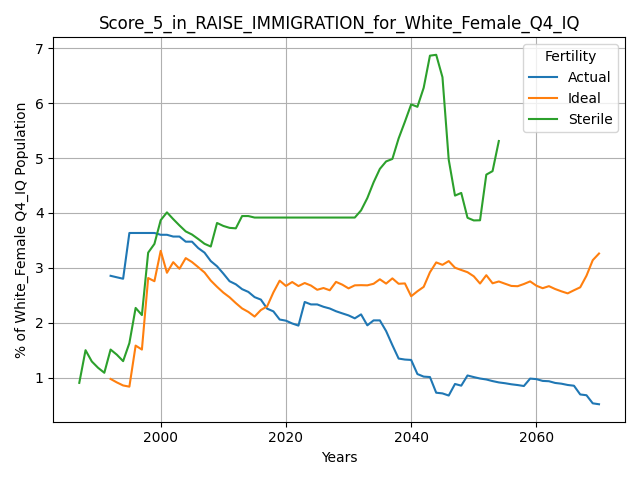 Score_5_in_RAISE_IMMIGRATION_for_White_Female_Q4_IQ
% of White_Female Q4_IQ Population
7
6
5
4
3
2
1
Fertility
Actual
Ideal
Sterile
2000
2020
2040
2060
Years